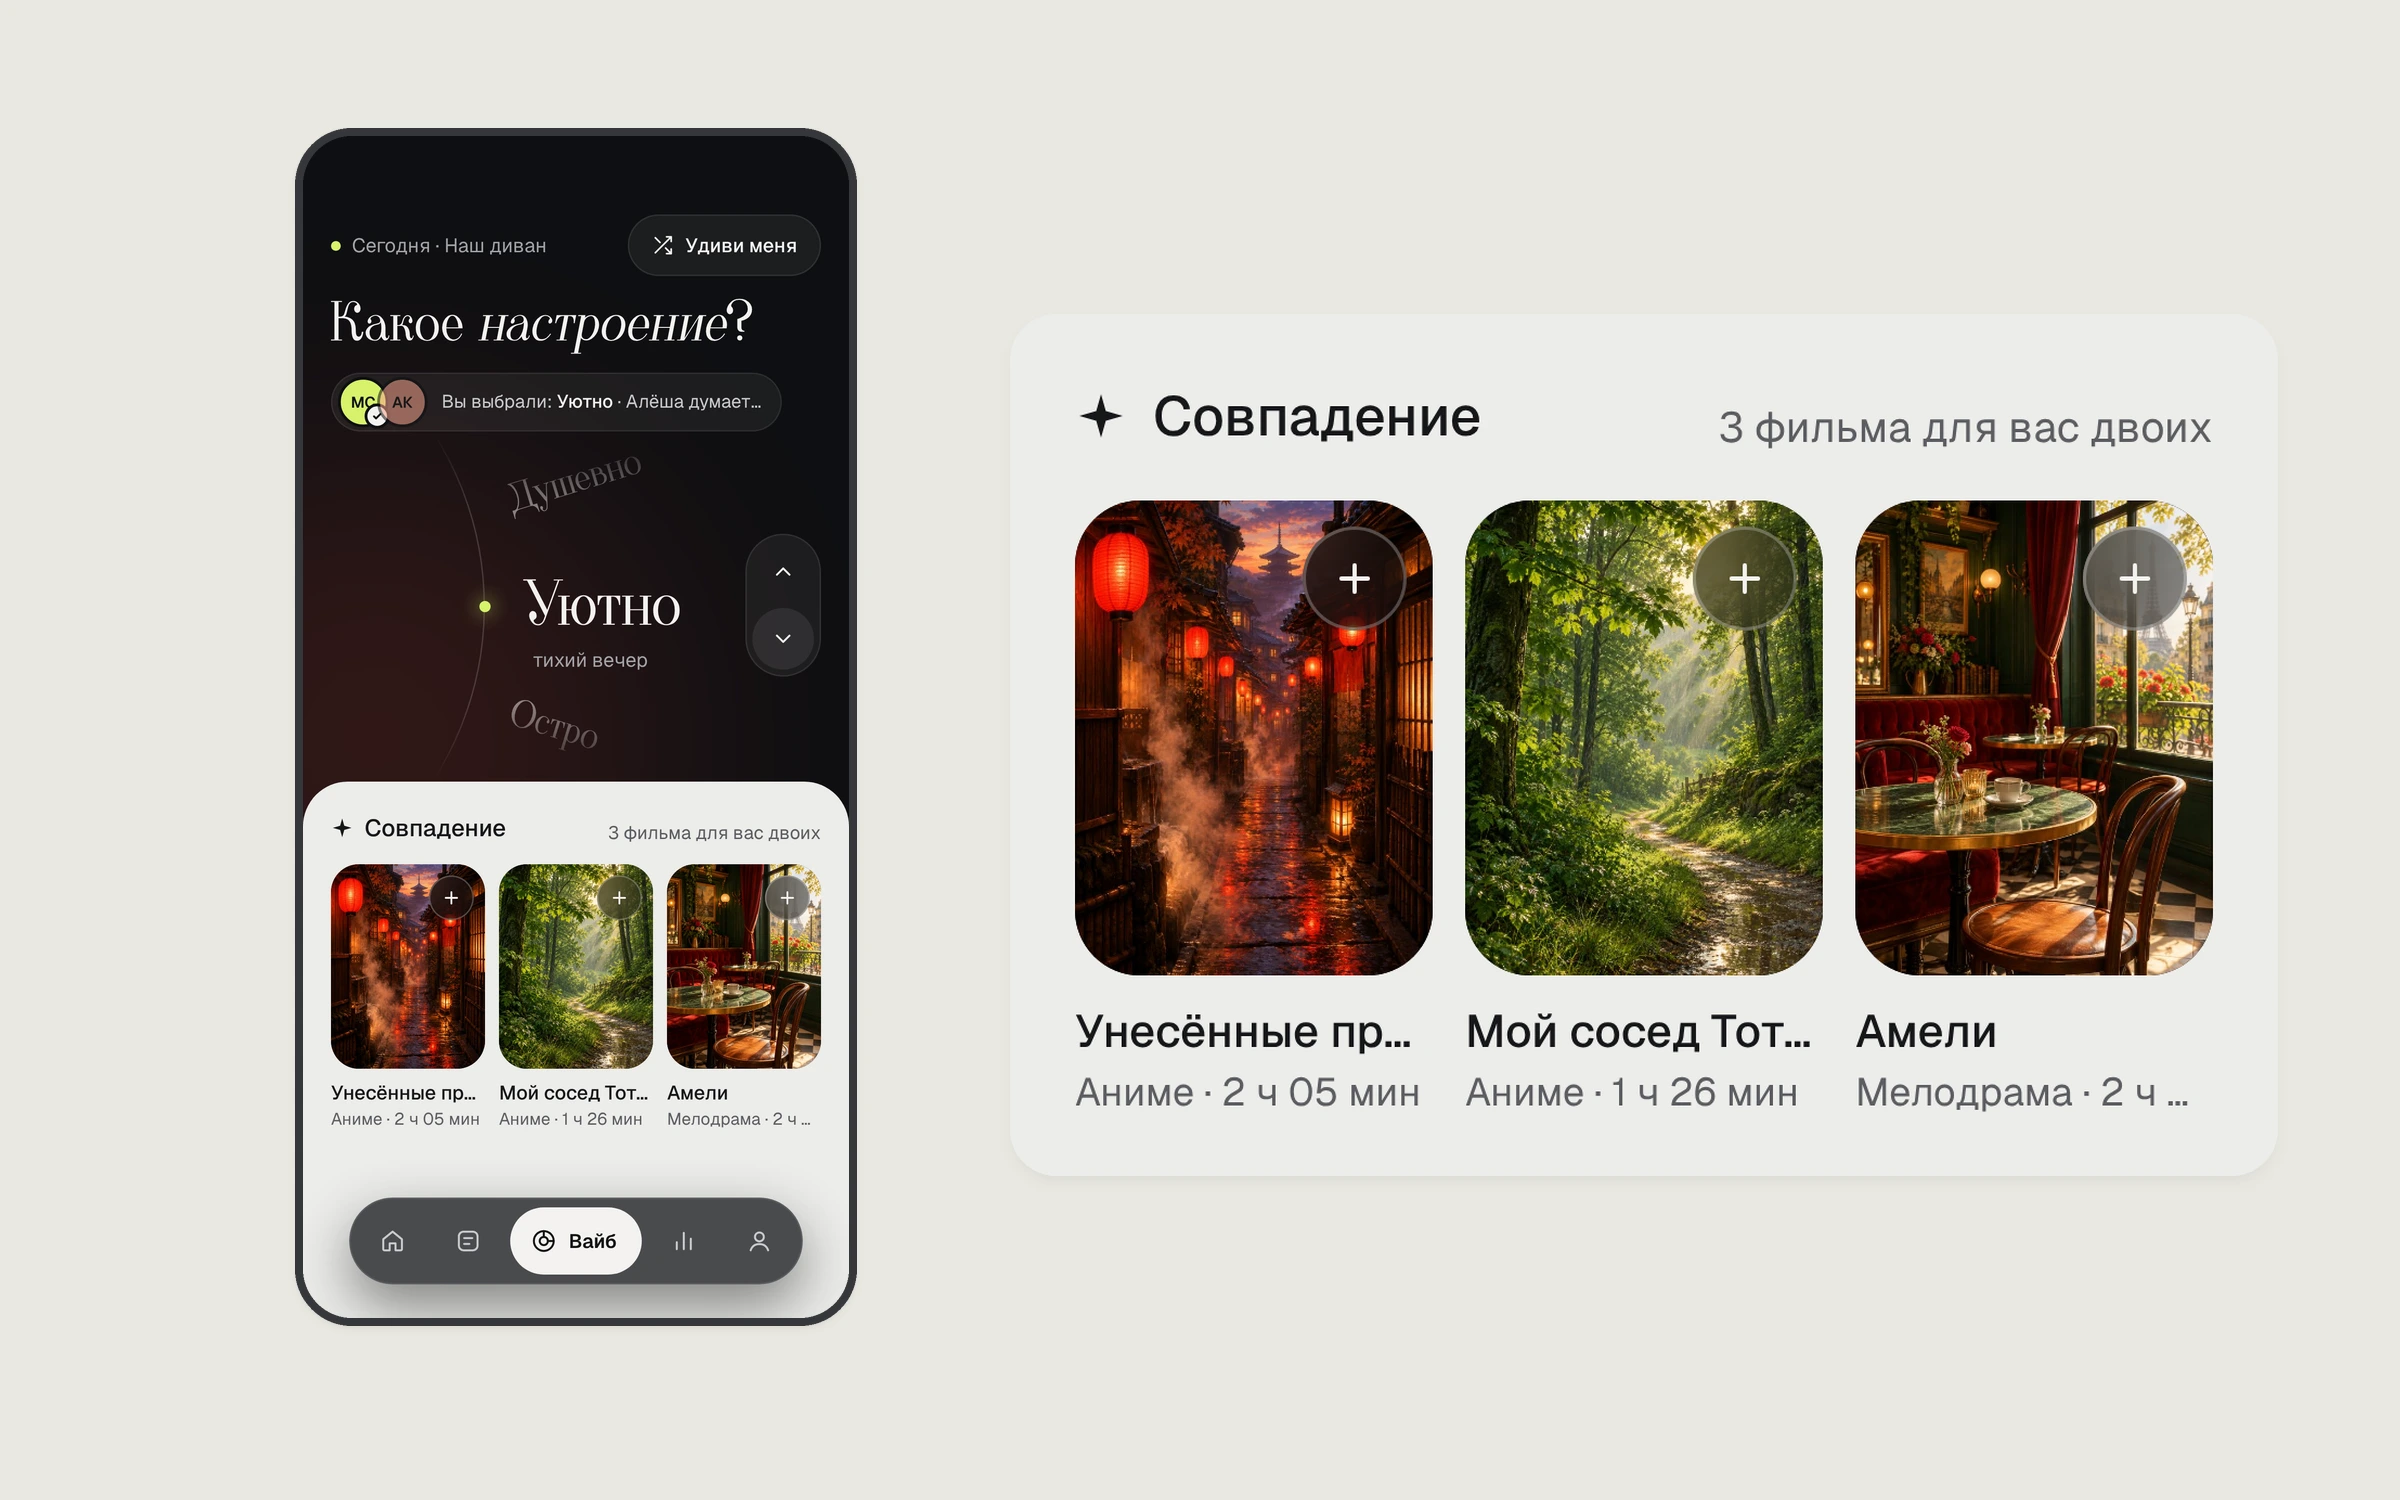 Сегодня · Наш диван
Удиви меня
Какое настроение?
МС АК Вы выбрали: Уютно · Алёша думает…
Душевно
Уютно
тихий вечер
Остро
Совпадение
3 фильма для вас двоих
Унесённые пр… Мой сосед Тот… Амели
Аниме · 2 ч 05 мин Аниме · 1 ч 26 мин Мелодрама · 2 ч …
Вайб
Совпадение
3 фильма для вас двоих
Унесённые пр… Мой сосед Тот… Амели
Аниме · 2 ч 05 мин Аниме · 1 ч 26 мин Мелодрама · 2 ч …